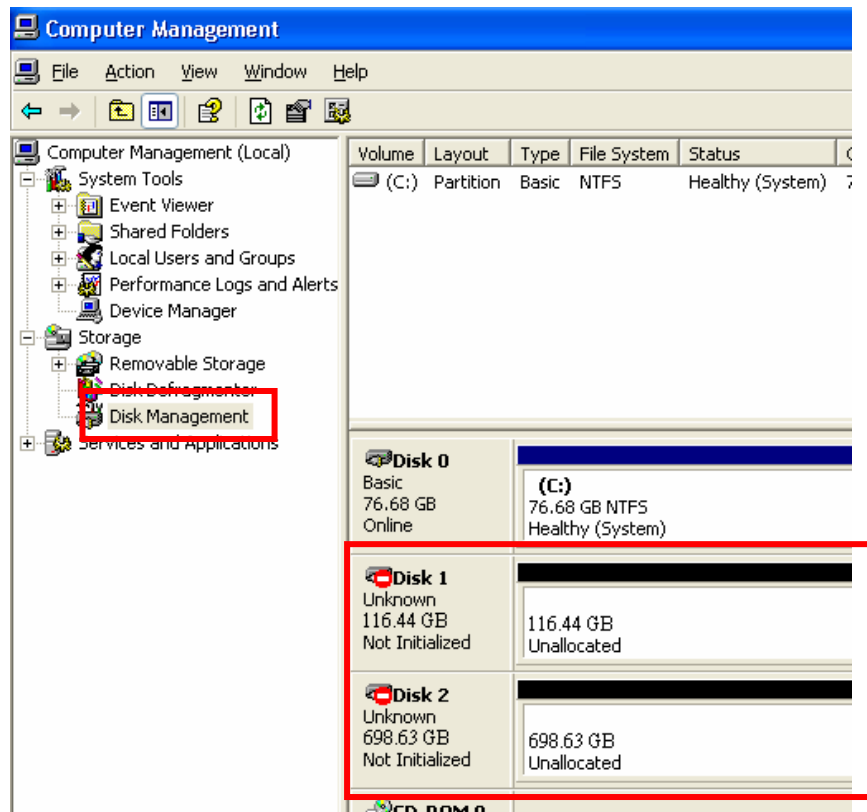 Computer Management
File Action View Window Help
Computer Management (Local)
System Tools
Event Viewer
Shared Folders
Local Users and Groups
Performance Logs and Alerts
Device Manager
Storage
Removable Storage
Disk Defragmenter
Disk Management
Services and Applications
Volume Layout Type File System Status
(C:) Partition Basic NTFS Healthy (System)
Disk 0
Basic
76.68 GB
Online
(C:)
76.68 GB NTFS
Healthy (System)
Disk 1
Unknown
116.44 GB
Not Initialized
116.44 GB
Unallocated
Disk 2
Unknown
698.63 GB
Not Initialized
698.63 GB
Unallocated
CD-ROM 0